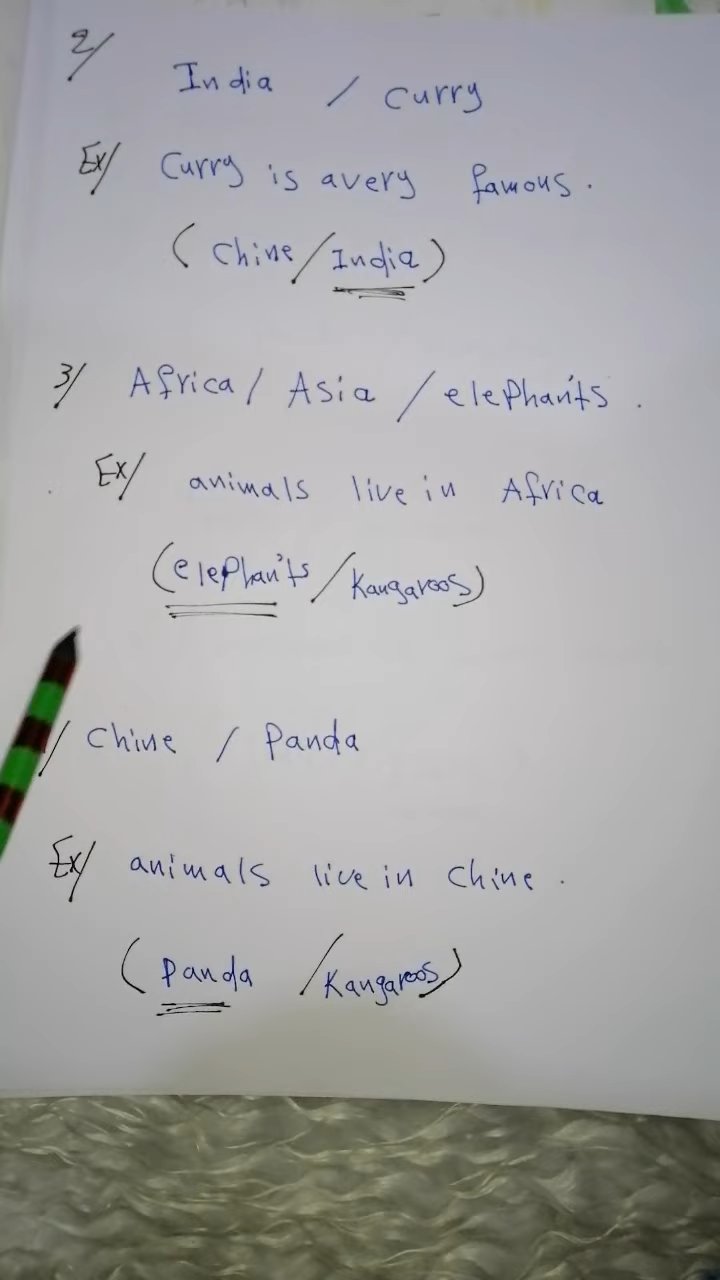 2/
India / Curry
Ex/ Curry is avery famous.
(Chine/India)
3/ Africa / Asia / elephants.
Ex/ animals live in Africa
(elephants/Kangaroos)
/ Chine / Panda
Ex/ animals live in Chine.
(Panda /Kangaroos)